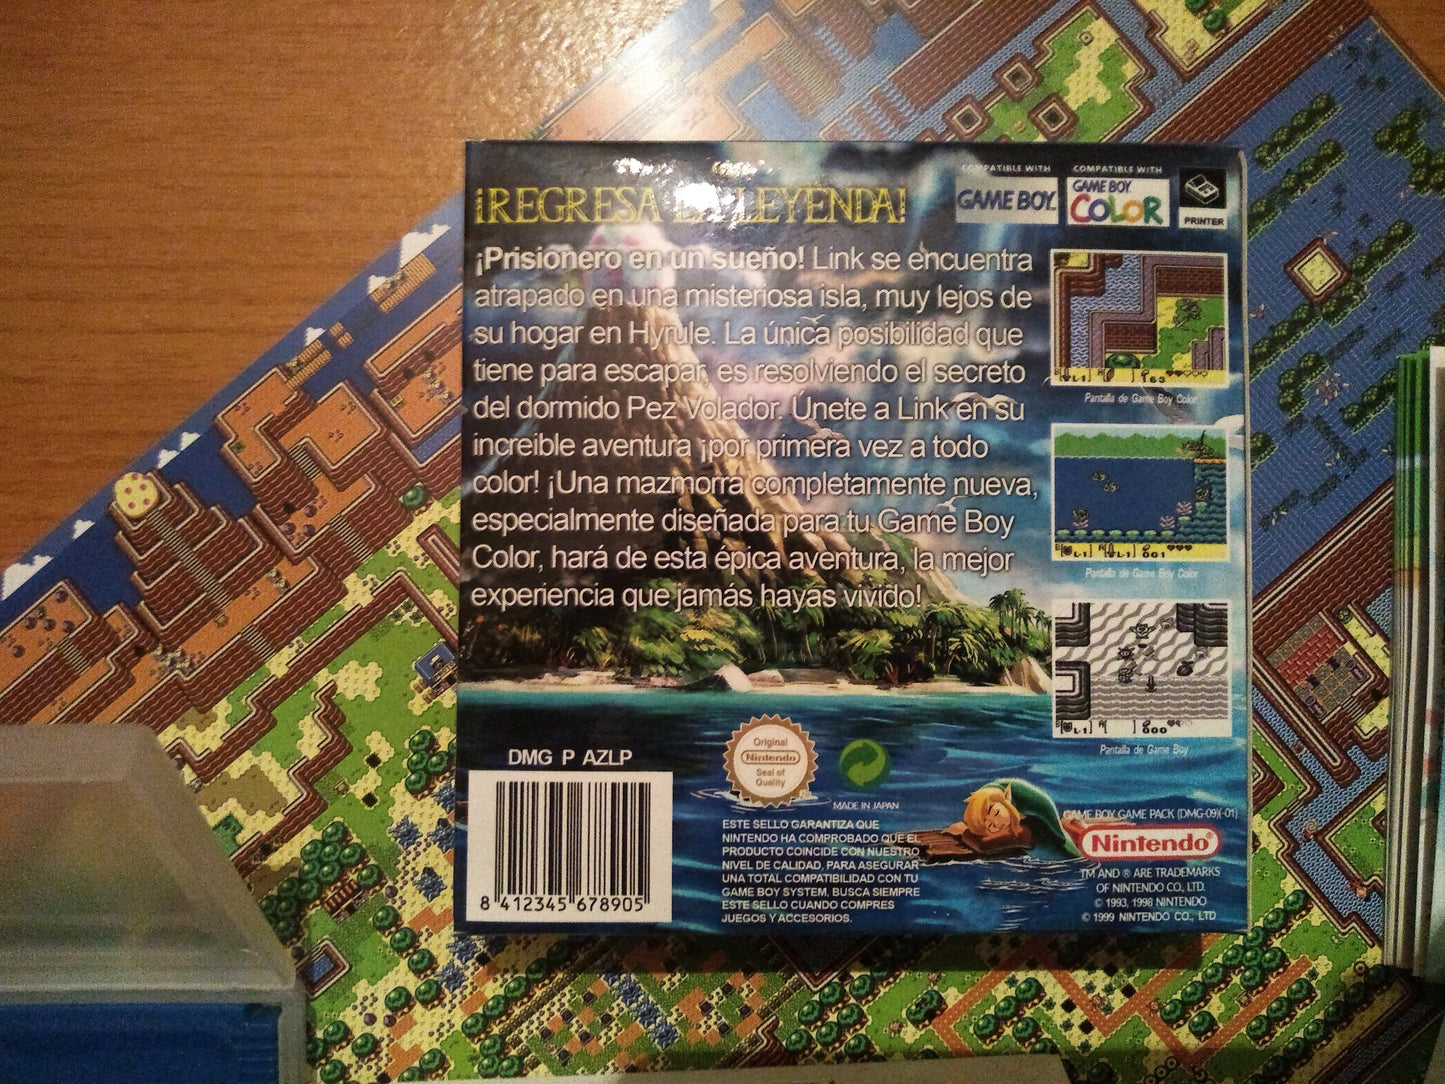 ¡REGRESA LA LEYENDA!
COMPATIBLE WITH
GAME BOY
COMPATIBLE WITH
GAME BOY
COLOR
PRINTER
¡Prisionero en un sueño! Link se encuentra
atrapado en una misteriosa isla, muy lejos de
su hogar en Hyrule. La única posibilidad que
tiene para escapar, es resolviendo el secreto
del dormido Pez Volador. Únete a Link en su
increible aventura ¡por primera vez a todo
color! ¡Una mazmorra completamente nueva,
especialmente diseñada para tu Game Boy
Color, hará de esta épica aventura, la mejor
experiencia que jamás hayas vivido!
163
Pantalla de Game Boy Color
L-1 L-1 001
Pantalla de Game Boy Color
L-1 000
Pantalla de Game Boy
DMG P AZLP
8 412345 678905
Original
Nintendo
Seal of
Quality
MADE IN JAPAN
ESTE SELLO GARANTIZA QUE
NINTENDO HA COMPROBADO QUE EL
PRODUCTO COINCIDE CON NUESTRO
NIVEL DE CALIDAD, PARA ASEGURAR
UNA TOTAL COMPATIBILIDAD CON TU
GAME BOY SYSTEM, BUSCA SIEMPRE
ESTE SELLO CUANDO COMPRES
JUEGOS Y ACCESORIOS.
GAME BOY GAME PACK (DMG-09)(-01)
Nintendo®
TM AND ® ARE TRADEMARKS
OF NINTENDO CO., LTD.
© 1993, 1998 NINTENDO
© 1999 NINTENDO CO., LTD